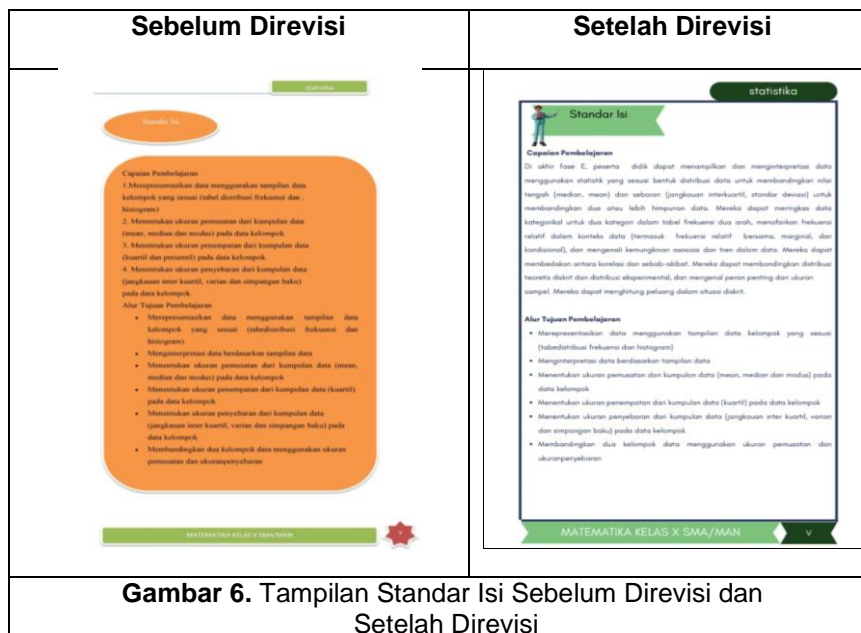 Sebelum Direvisi
Setelah Direvisi
statistika
Standar Isi
Capaian Pembelajaran
1.Merepresentasikan data menggunakan tampilan data
kelompok yang sesuai (tabel distribusi frekuensi dan ,
histogram)
2. Menentukan ukuran pemusatan dari kumpulan data
(mean, median dan modus) pada data kelompok
3. Menentukan ukuran penempatan dari kumpulan data
(kuartil dan persentil) pada data kelompok
4. Menentukan ukuran penyebaran dari kumpulan data
(jangkauan inter kuartil, varian dan simpangan baku)
pada data kelompok
Alur Tujuan Pembelajaran
• Merepresentasikan data menggunakan tampilan data
kelompok yang sesuai (tabedistribusi frekuensi dan
histogram)
• Menginterpretasi data berdasarkan tampilan data
• Menentukan ukuran pemusatan dari kumpulan data (mean,
median dan modus) pada data kelompok
• Menentukan ukuran penempatan dari kumpulan data (kuartil)
pada data kelompok
• Menentukan ukuran penyebaran dari kumpulan data
(jangkauan inter kuartil, varian dan simpangan baku) pada
data kelompok
• Membandingkan dua kelompok data menggunakan ukuran
pemusatan dan ukuranpenyebaran
MATEMATIKA KELAS X SMA/MAN
statistika
Standar Isi
Capaian Pembelajaran
Di akhir fase E, peserta didik dapat menampilkan dan menginterpretasi data
menggunakan statistik yang sesuai bentuk distribusi data untuk membandingkan nilai
tengah (median, mean) dan sebaran (jangkauan interkuartil, standar deviasi) untuk
membandingkan dua atau lebih himpunan data. Mereka dapat meringkas data
kategorikal untuk dua kategori dalam tabel frekuensi dua arah, menafsirkan frekuensi
relatif dalam konteks data (termasuk frekuensi relatif bersama, marginal, dan
kondisional), dan mengenali kemungkinan asosiasi dan tren dalam data. Mereka dapat
membedakan antara korelasi dan sebab-akibat. Mereka dapat membandingkan distribusi
teoretis diskrit dan distribusi eksperimental, dan mengenal peran penting dari ukuran
sampel. Mereka dapat menghitung peluang dalam situasi diskrit.
Alur Tujuan Pembelajaran
• Merepresentasikan data menggunakan tampilan data kelompok yang sesuai
(tabedistribusi frekuensi dan histogram)
• Menginterpretasi data berdasarkan tampilan data
• Menentukan ukuran pemusatan dari kumpulan data (mean, median dan modus) pada
data kelompok
• Menentukan ukuran penempatan dari kumpulan data (kuartil) pada data kelompok
• Menentukan ukuran penyebaran dari kumpulan data (jangkauan inter kuartil, varian
dan simpangan baku) pada data kelompok
• Membandingkan dua kelompok data menggunakan ukuran pemusatan dan
ukuranpenyebaran
MATEMATIKA KELAS X SMA/MAN
V
Gambar 6. Tampilan Standar Isi Sebelum Direvisi dan
Setelah Direvisi